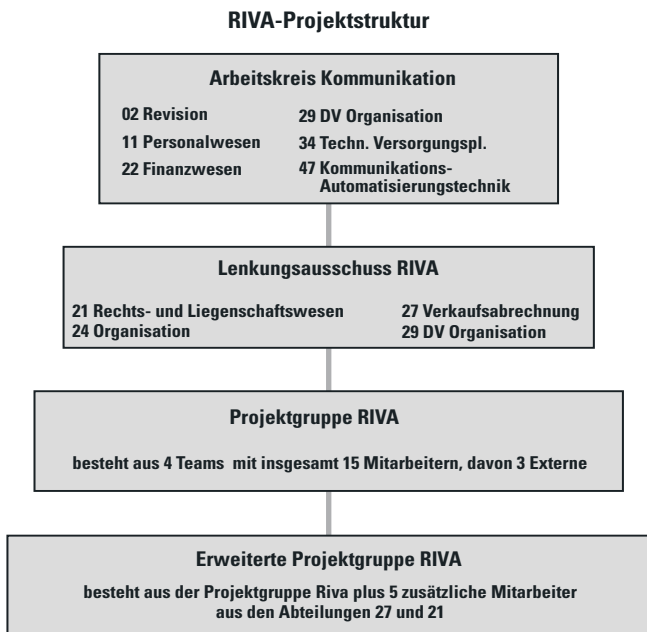 RIVA-Projektstruktur
Arbeitskreis Kommunikation
02 Revision
11 Personalwesen
22 Finanzwesen
29 DV Organisation
34 Techn. Versorgungspl.
47 Kommunikations-
Automatisierungstechnik
Lenkungsausschuss RIVA
21 Rechts- und Liegenschaftswesen
24 Organisation
27 Verkaufsabrechnung
29 DV Organisation
Projektgruppe RIVA
besteht aus 4 Teams mit insgesamt 15 Mitarbeitern, davon 3 Externe
Erweiterte Projektgruppe RIVA
besteht aus der Projektgruppe Riva plus 5 zusätzliche Mitarbeiter
aus den Abteilungen 27 und 21